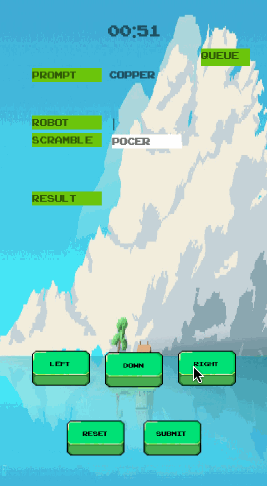 00:51
QUEUE
PROMPT COPPER
ROBOT
SCRAMBLE POCER
RESULT
LEFT DOWN RIGHT
RESET SUBMIT